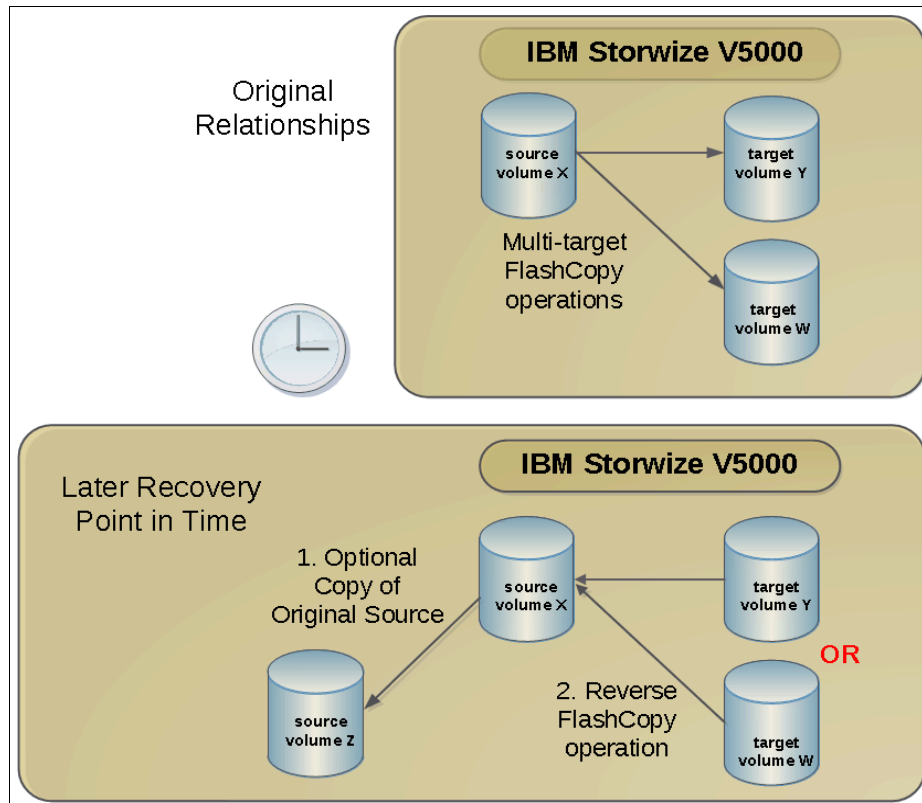 IBM Storwize V5000
Original
Relationships
source
volume X
target
volume Y
Multi-target
FlashCopy
operations
target
volume W
IBM Storwize V5000
Later Recovery
Point in Time
1. Optional
Copy of
Original Source
source
volume X
target
volume Y
OR
source
volume Z
2. Reverse
FlashCopy
operation
target
volume W